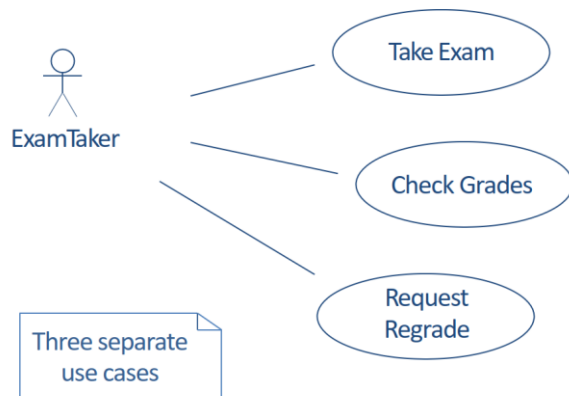 Take Exam
ExamTaker
Check Grades
Request
Regrade
Three separate
use cases